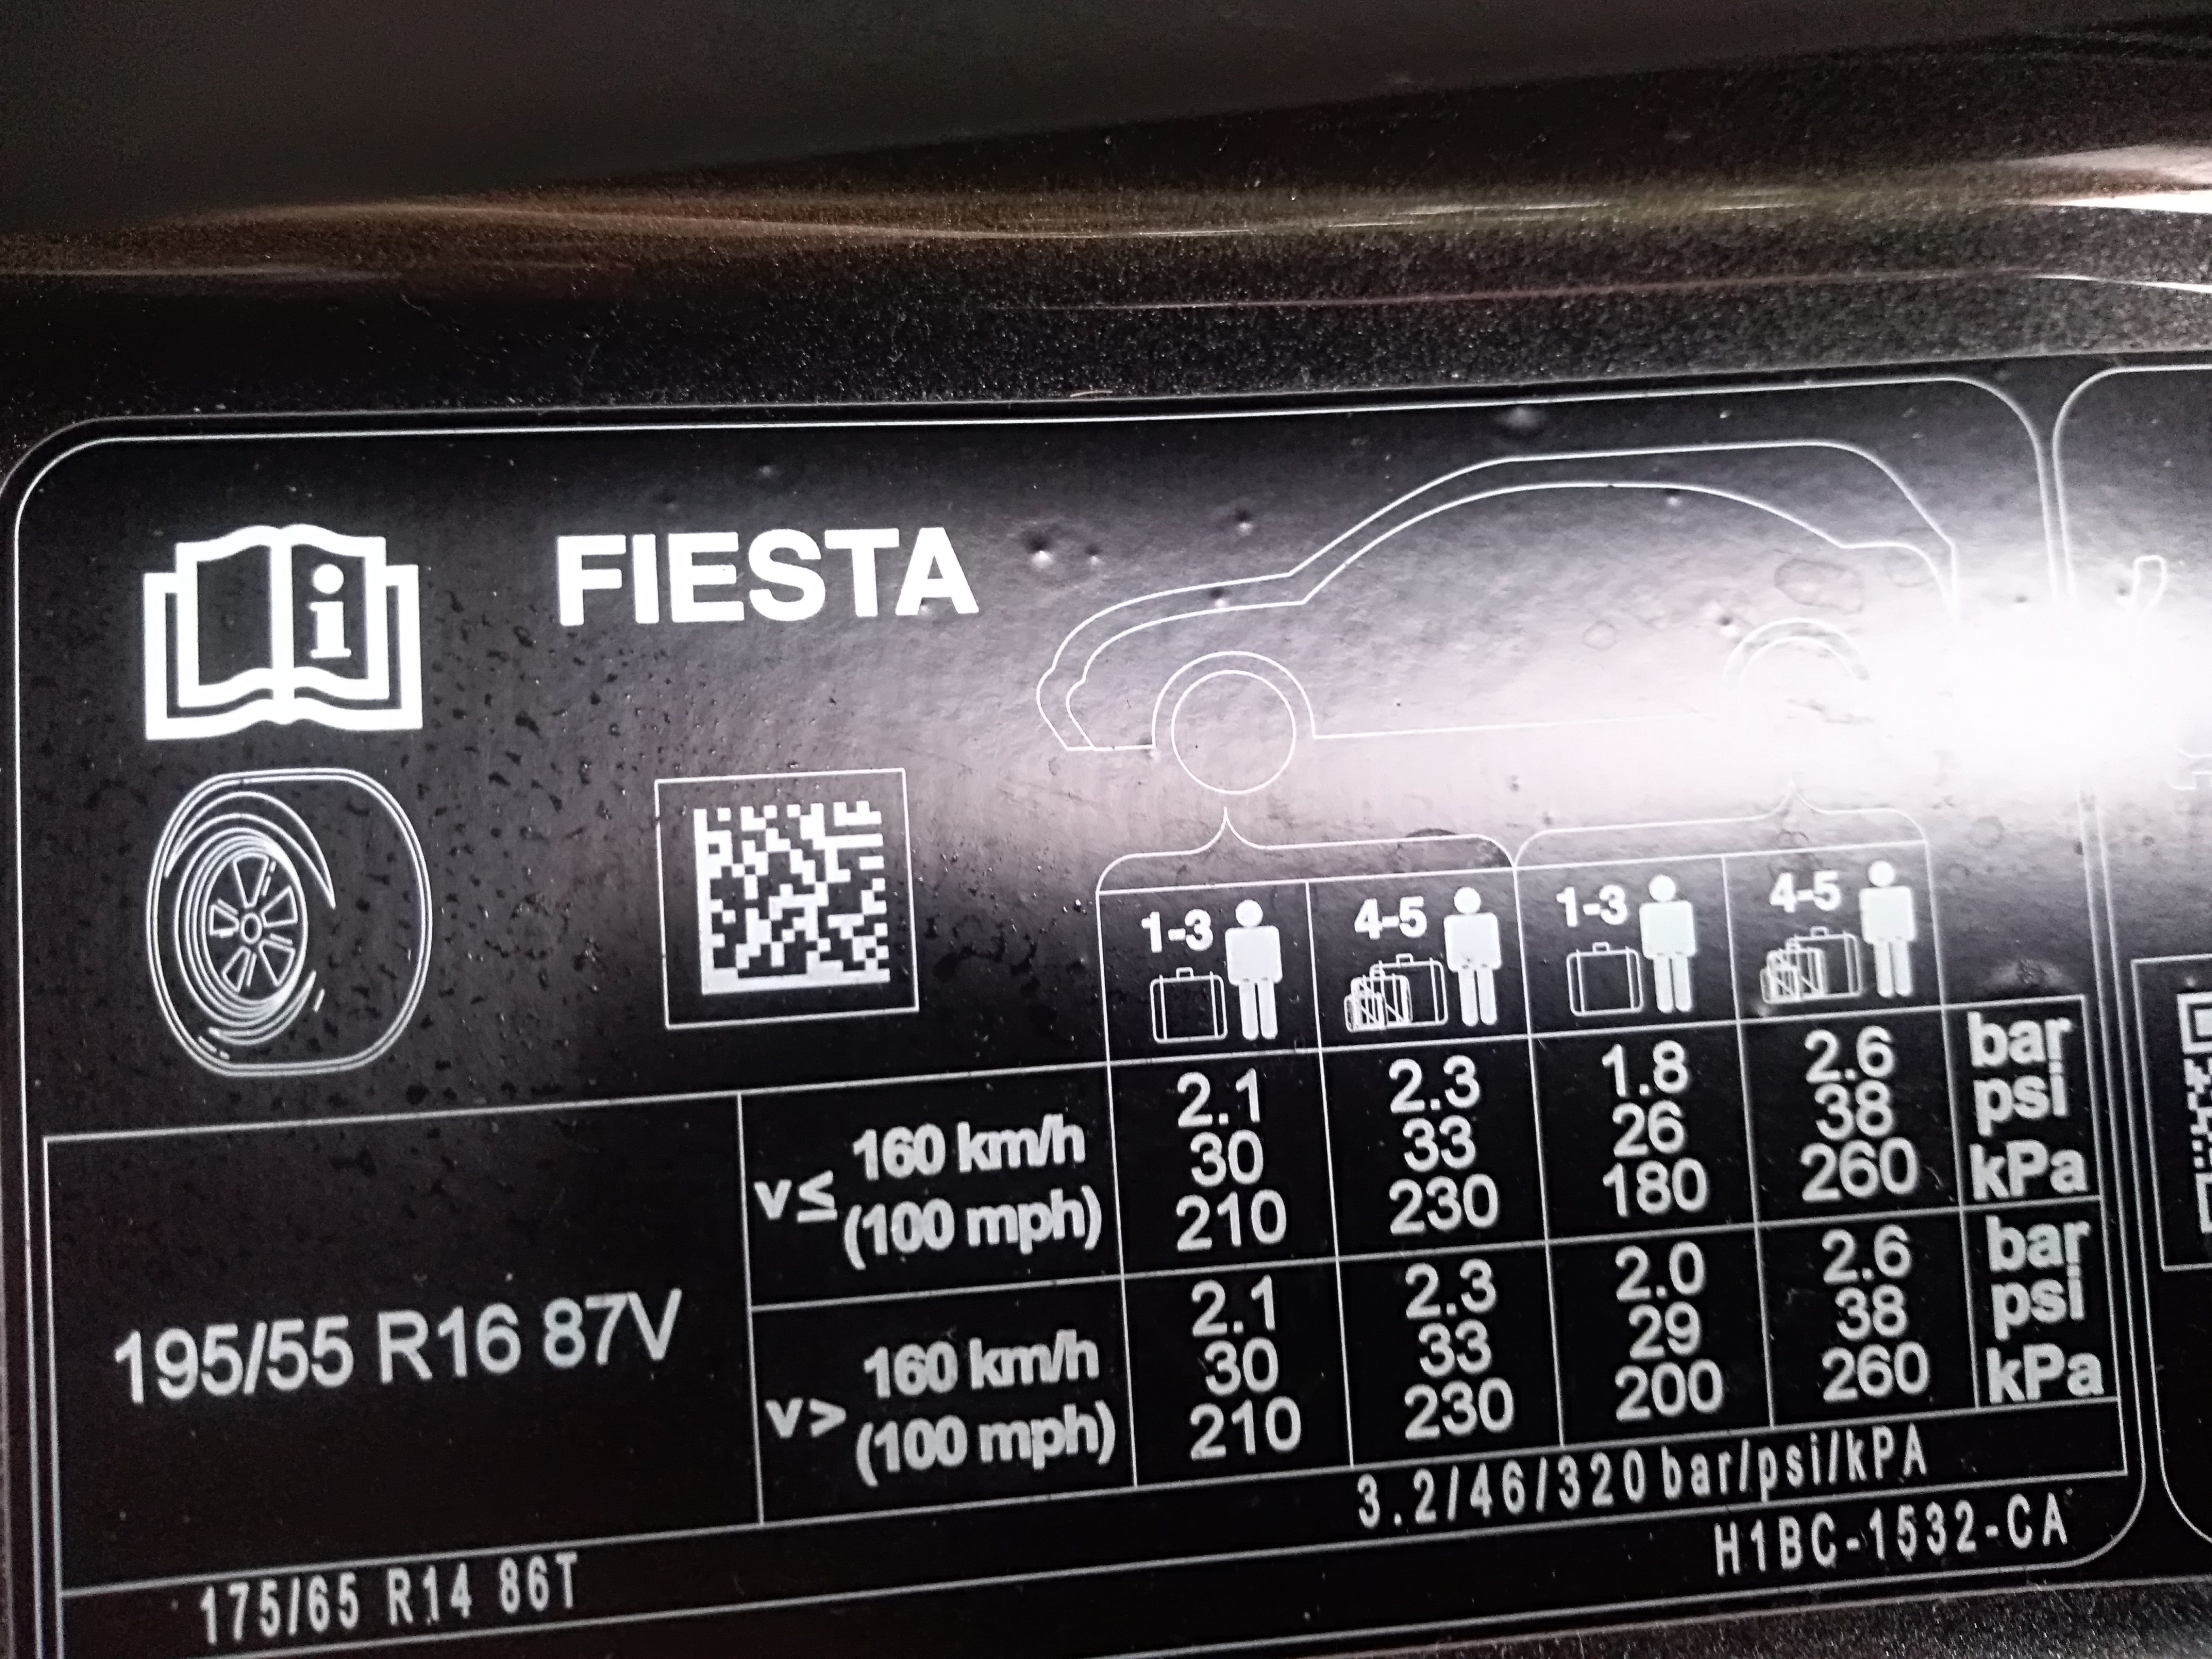 FIESTA
1-3 4-5 1-3 4-5
2.1 2.3 1.8 2.6 bar
160 km/h 30 33 26 38 psi
v≤ (100 mph) 210 230 180 260 kPa
2.1 2.3 2.0 2.6 bar
195/55 R16 87V 160 km/h 30 33 29 38 psi
v> (100 mph) 210 230 200 260 kPa
175/65 R14 86T 3.2/46/320 bar/psi/kPA
H1BC-1532-CA